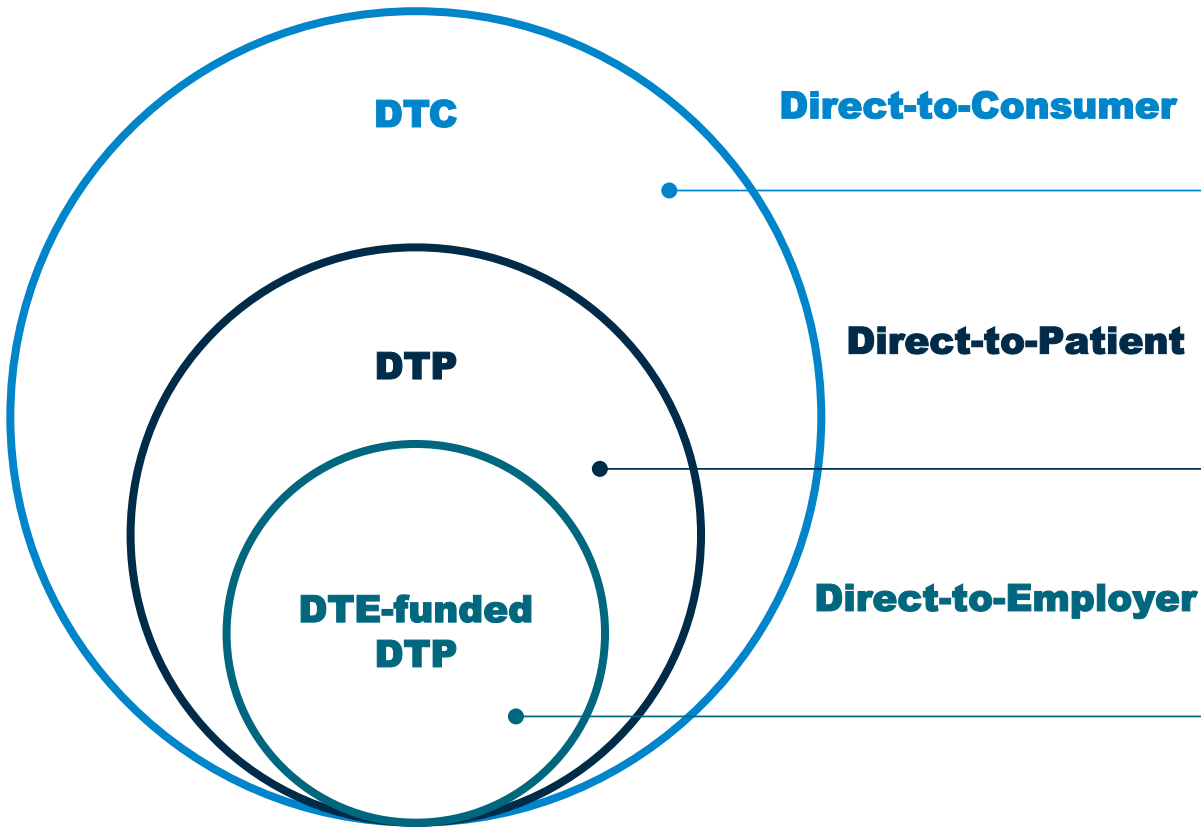 DTC
Direct-to-Consumer
DTP
Direct-to-Patient
DTE-funded
DTP
Direct-to-Employer